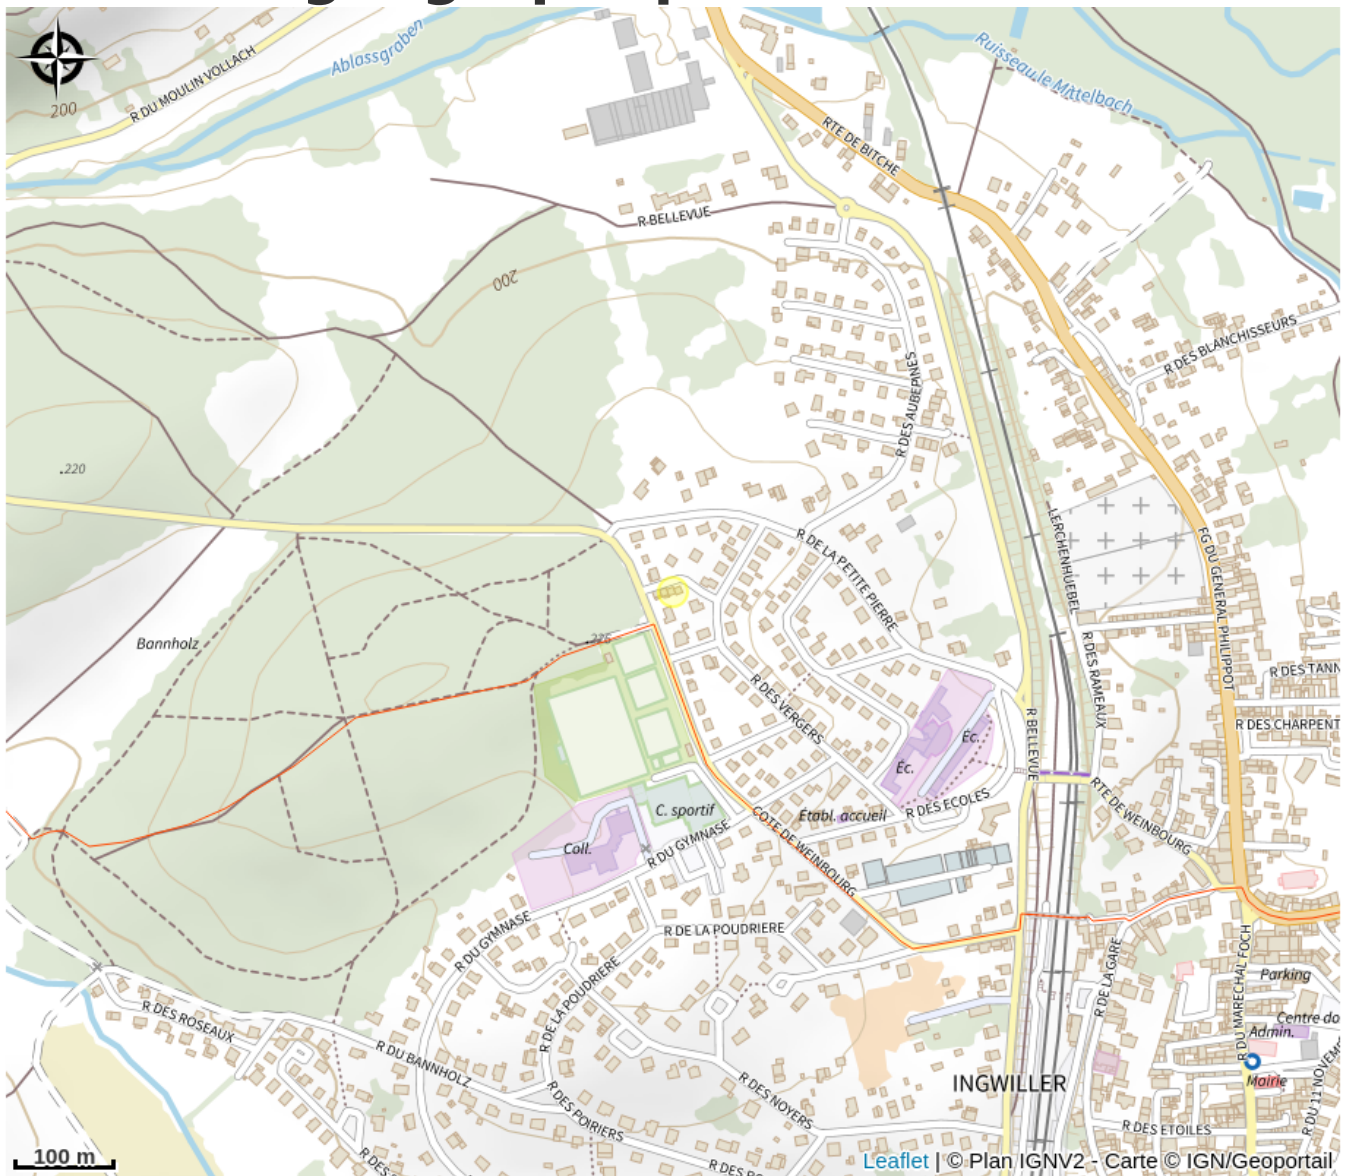 R DU MOULIN VOLLACH
Ablassgraben
Ruisseau le Mittelbach
200
RTE DE BITCHE
R BELLEVUE
200
R DES BLANCHISSEURS
R DES AUBEPINES
.220
LERCHENHUEBEL
FG DU GENERAL PHILIPPOT
R DE LA PETITE PIERRE
Bannholz
R DES RAMEAUX
R DES TANN
R DES VERGERS
R BELLEVUE
R DES CHARPENT
Éc.
Éc.
C. sportif
COTE DE WEINBOURG
Établ. accueil
R DES ECOLES
RTE DE WEINBOURG
Coll.
R DU GYMNASE
R DU GYMNASE
R DE LA POUDRIERE
R DE LA POUDRIERE
R DE LA GARE
R DU MARECHAL FOCH
Parking
Centre do
Admin.
R DES ROSEAUX
R DU BANNHOLZ
R DES POIRIERS
R DES NOYERS
INGWILLER
Mairie
R DU 11 NOVEM
R DES ETOILES
100 m
Leaflet | © Plan IGNV2 - Carte © IGN/Geoportail